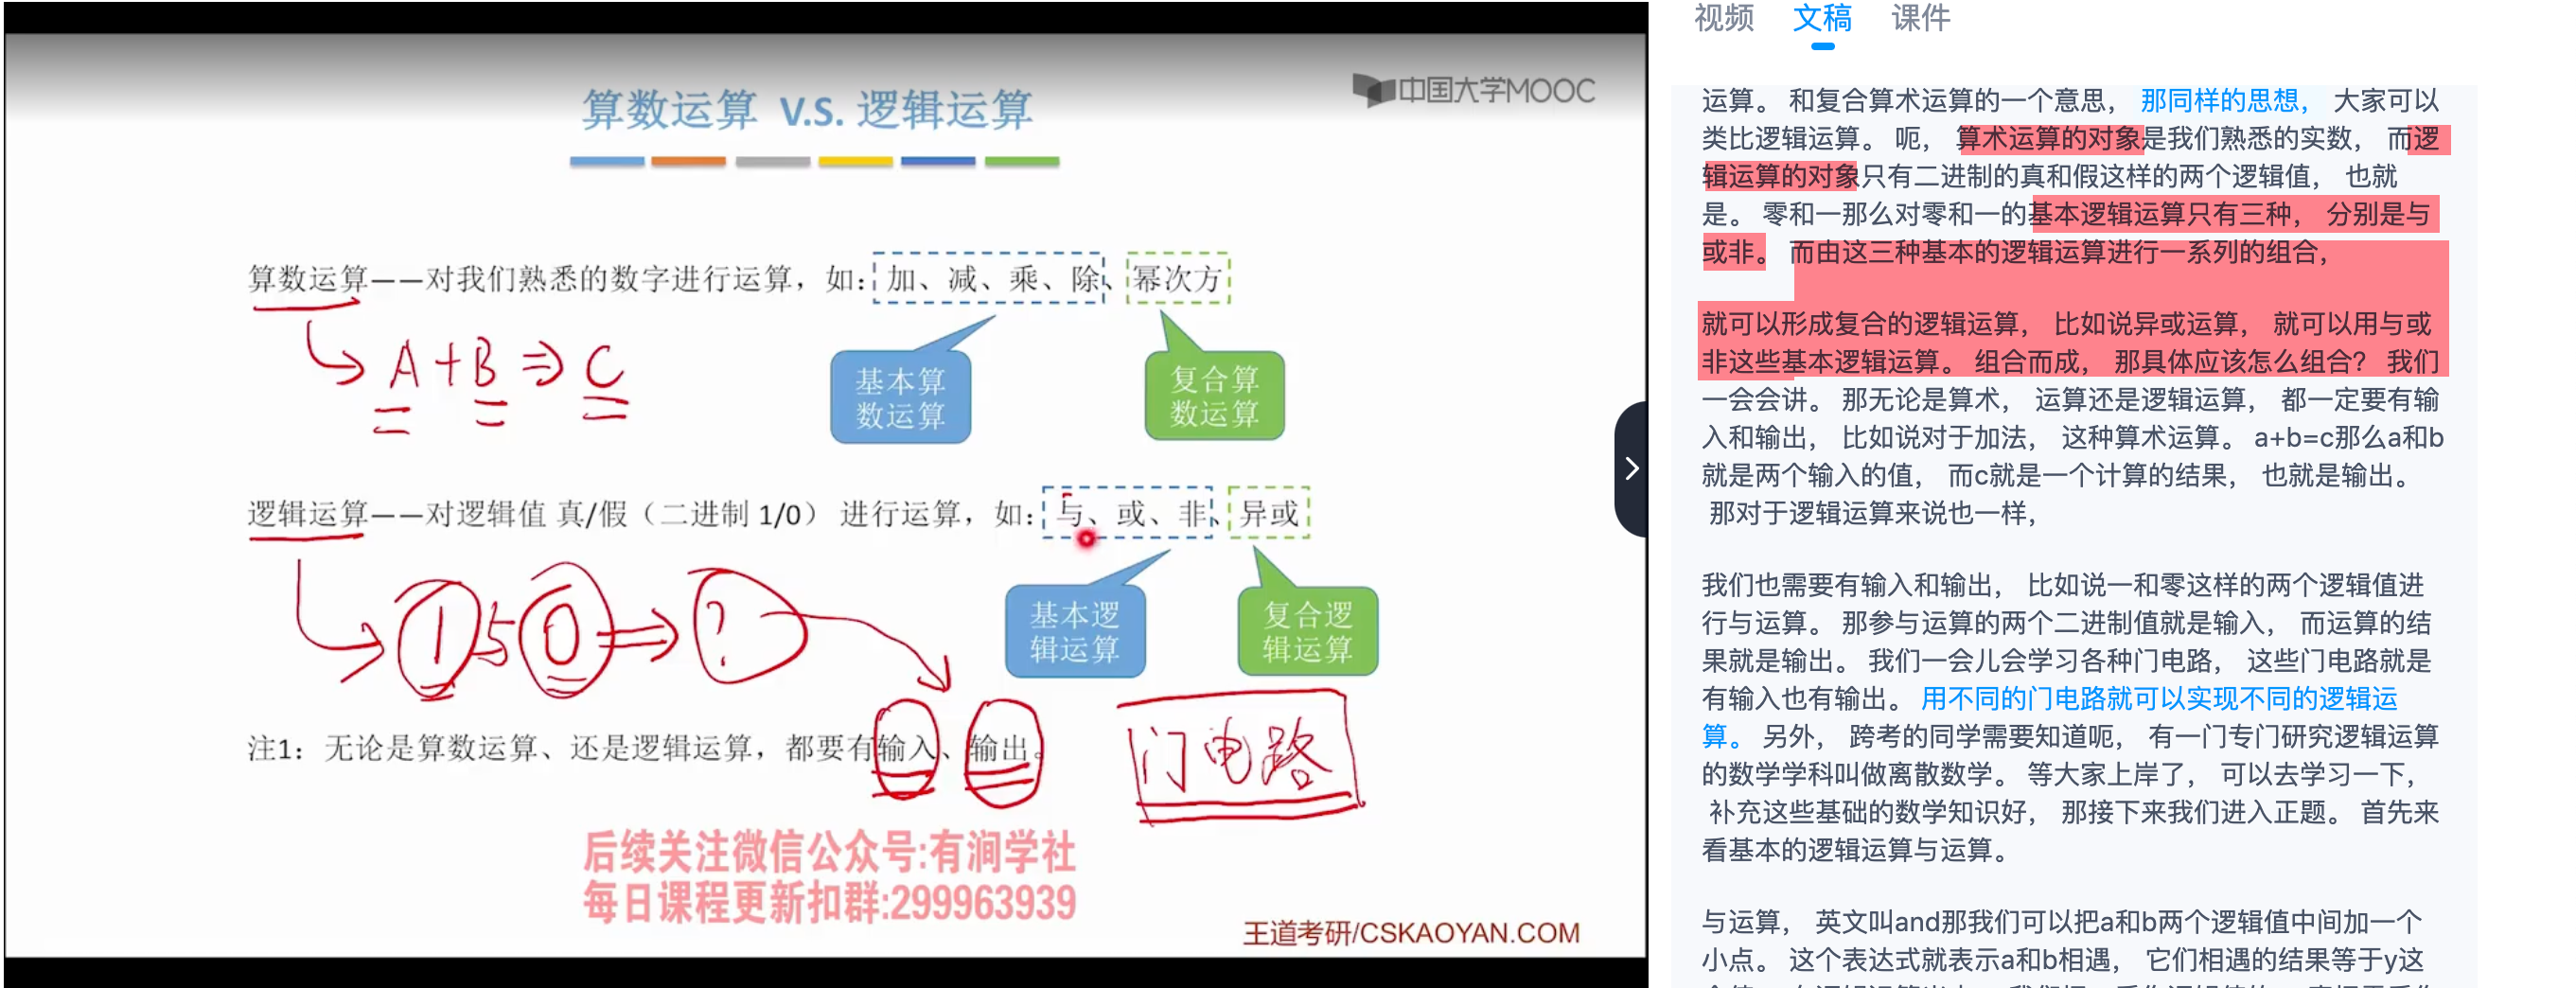 算数运算 V.S. 逻辑运算
中国大学MOOC
算数运算——对我们熟悉的数字进行运算，如：加、减、乘、除、幂次方
A+B⇒C
基本算
数运算
复合算
数运算
逻辑运算——对逻辑值 真/假（二进制 1/0） 进行运算，如：与、或、非、异或
1与0⇒?
基本逻
辑运算
复合逻
辑运算
注1：无论是算数运算、还是逻辑运算，都要有输入、输出。
门电路
后续关注微信公众号:有涧学社
每日课程更新扣群:299963939
王道考研/CSKAOYAN.COM
视频 文稿 课件
运算。 和复合算术运算的一个意思， 那同样的思想， 大家可以
类比逻辑运算。 呃， 算术运算的对象是我们熟悉的实数， 而逻
辑运算的对象只有二进制的真和假这样的两个逻辑值， 也就
是。 零和一那么对零和一的基本逻辑运算只有三种， 分别是与
或非。 而由这三种基本的逻辑运算进行一系列的组合，
就可以形成复合的逻辑运算， 比如说异或运算， 就可以用与或
非这些基本逻辑运算。 组合而成， 那具体应该怎么组合？ 我们
一会会讲。 那无论是算术， 运算还是逻辑运算， 都一定要有输
入和输出， 比如说对于加法， 这种算术运算。 a+b=c那么a和b
就是两个输入的值， 而c就是一个计算的结果， 也就是输出。
那对于逻辑运算来说也一样，
我们也需要有输入和输出， 比如说一和零这样的两个逻辑值进
行与运算。 那参与运算的两个二进制值就是输入， 而运算的结
果就是输出。 我们一会儿会学习各种门电路， 这些门电路就是
有输入也有输出。 用不同的门电路就可以实现不同的逻辑运
算。 另外， 跨考的同学需要知道呃， 有一门专门研究逻辑运算
的数学学科叫做离散数学。 等大家上岸了， 可以去学习一下，
补充这些基础的数学知识好， 那接下来我们进入正题。 首先来
看基本的逻辑运算与运算。
与运算， 英文叫and那我们可以把a和b两个逻辑值中间加一个
小点。 这个表达式就表示a和b相遇， 它们相遇的结果等于y这